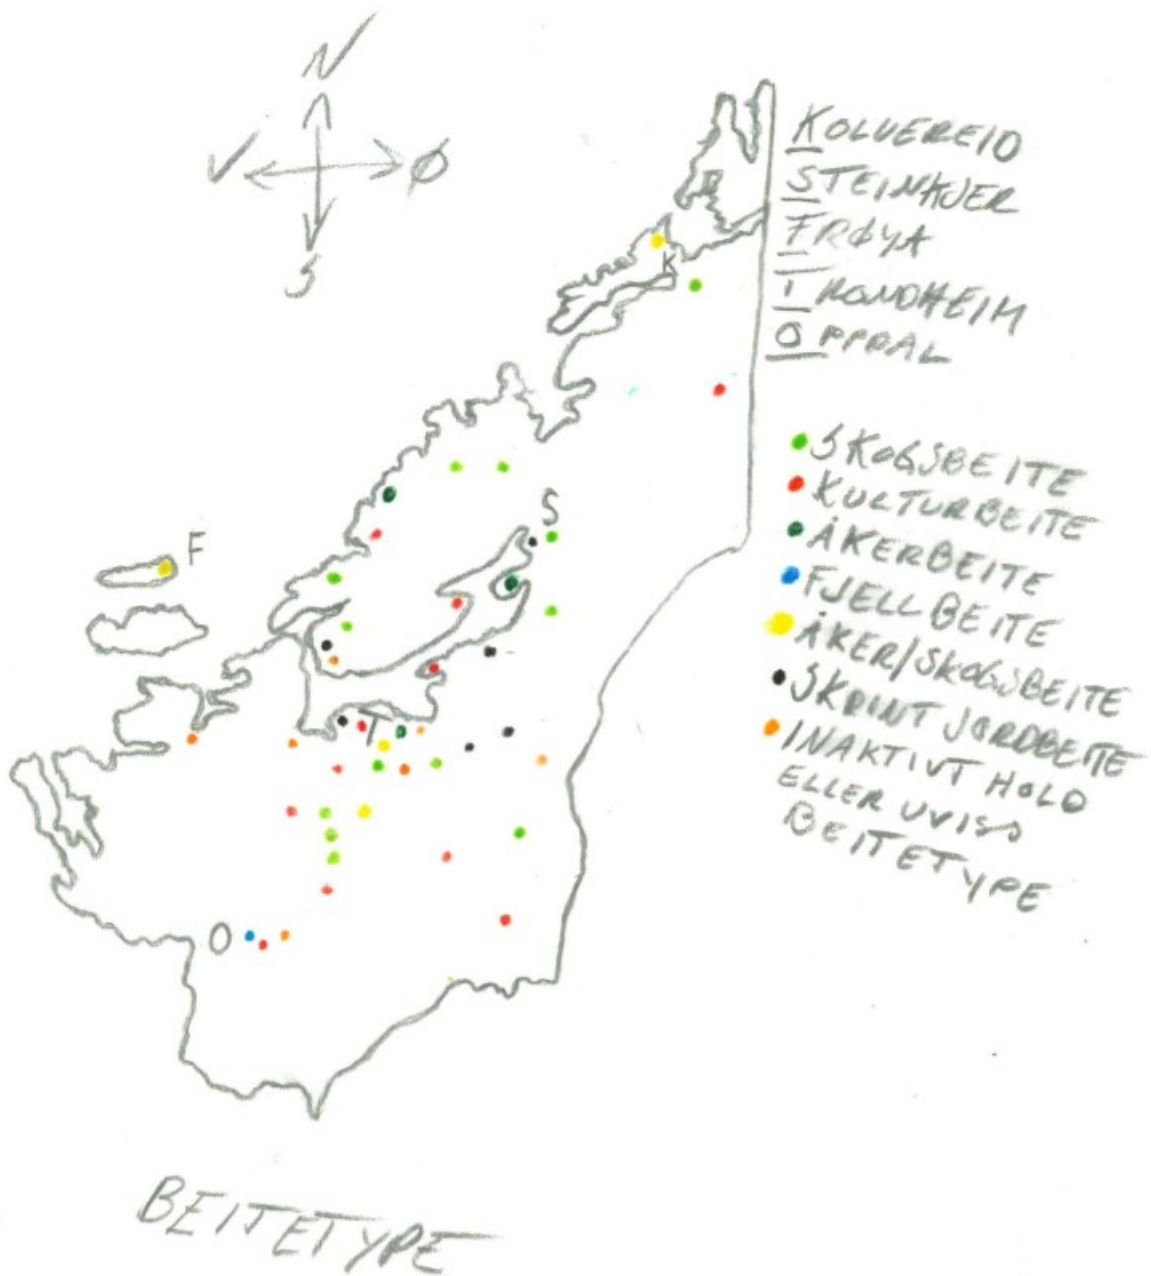 N
V Ø
S
KOLVEREID
STEINKJER
FRØYA
TRONDHEIM
OPPDAL
K
S
F
T
O
SKOGSBEITE
KULTURBEITE
ÅKERBEITE
FJELLBEITE
ÅKER/SKOGSBEITE
SKRINT JORDBEITE
INAKTIVT HOLD
ELLER UVISS
BEITETYPE
BEITETYPE